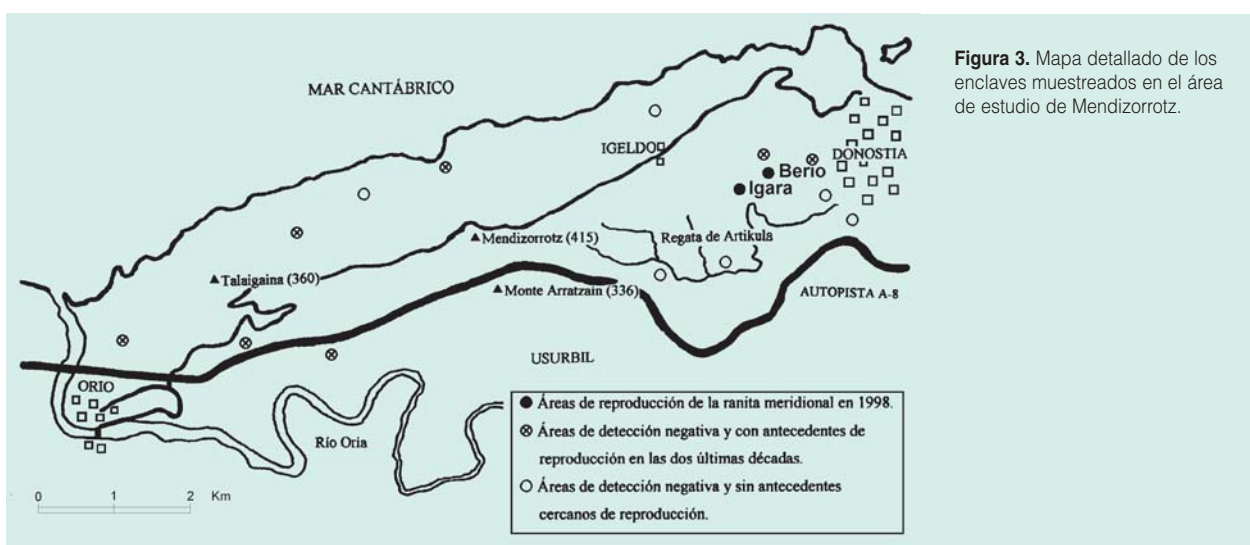 Figura 3. Mapa detallado de los
enclaves muestreados en el área
de estudio de Mendizorrotz.
MAR CANTÁBRICO
IGELDO
DONOSTIA
Berio
Igara
Mendizorrotz (415)
Regata de Artikula
Talaigaina (360)
Monte Arratzain (336)
AUTOPISTA A-8
USURBIL
ORIO
Río Oria
Áreas de reproducción de la ranita meridional en 1998.
Áreas de detección negativa y con antecedentes de
reproducción en las dos últimas décadas.
Áreas de detección negativa y sin antecedentes
cercanos de reproducción.
0 1 2 Km